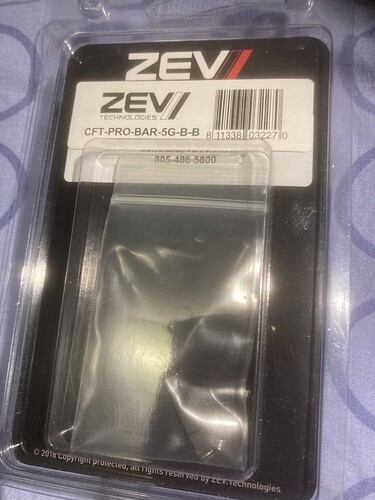 ZEV
ZEV
TECHNOLOGIES
CFT-PRO-BAR-5G-B-B
8 11338 03227 0
805-486-5800
© 2018 Copyright protected, all rights reserved by ZEV Technologies